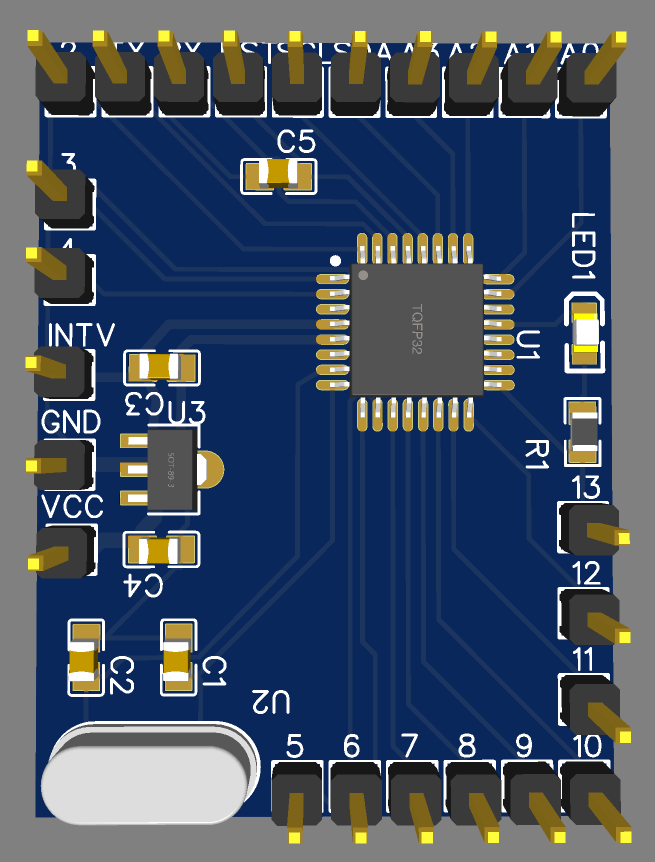 2 TX RX RST SCL SDA A3 A2 A1 A0
C5
3
4
LED1
TQFP32
U1
INTV
C3
U3
GND
SOT-89-3
R1
VCC
13
C4
12
11
C2
C1
U2
5 6 7 8 9 10